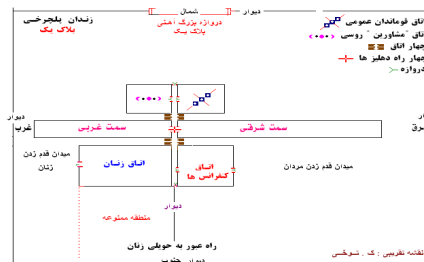 زندان پلچرخی
بلاک یک
شمال
دیوار
دروازه بزرگ آهنی
بلاک یک
اتاق قوماندان عمومی
اتاق "مشاورین" روسی
چهار اتاق
چهار راه دهلیز ها
دروازه
دیوار
غرب
سمت غربی
سمت شرقی
میدان قدم زدن
زنان
اتاق زنان
اتاق
کنفرانس ها
میدان قدم زدن مردان
دیوار
منطقه ممنوعه
راه عبور به حویلی زنان
دیوار جنوب
نقشه تقریبی : ک . شوخی